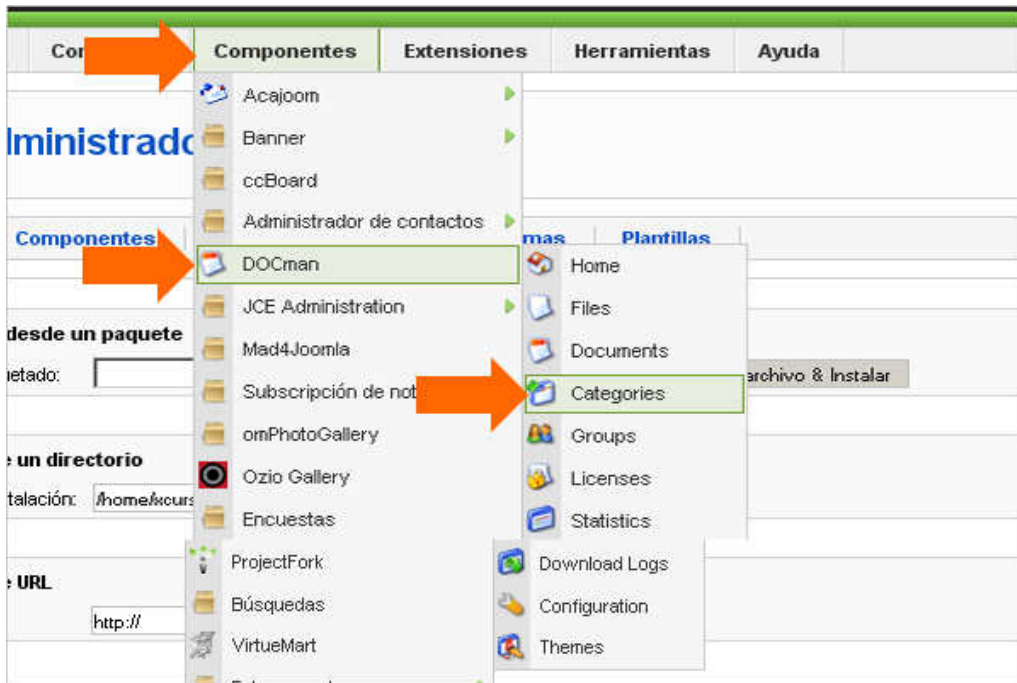 Componentes Extensiones Herramientas Ayuda
Acajoom
Banner
ccBoard
Administrador de contactos
Componentes Plantillas
DOCman
Home
JCE Administration
Files
desde un paquete
Mad4Joomla
Documents
archivo & Instalar
Subscripción de
Categories
omPhotoGallery
Groups
un directorio
Ozio Gallery
Licenses
Encuestas
Statistics
ProjectFork
Download Logs
URL
Búsquedas
Configuration
http://
VirtueMart
Themes